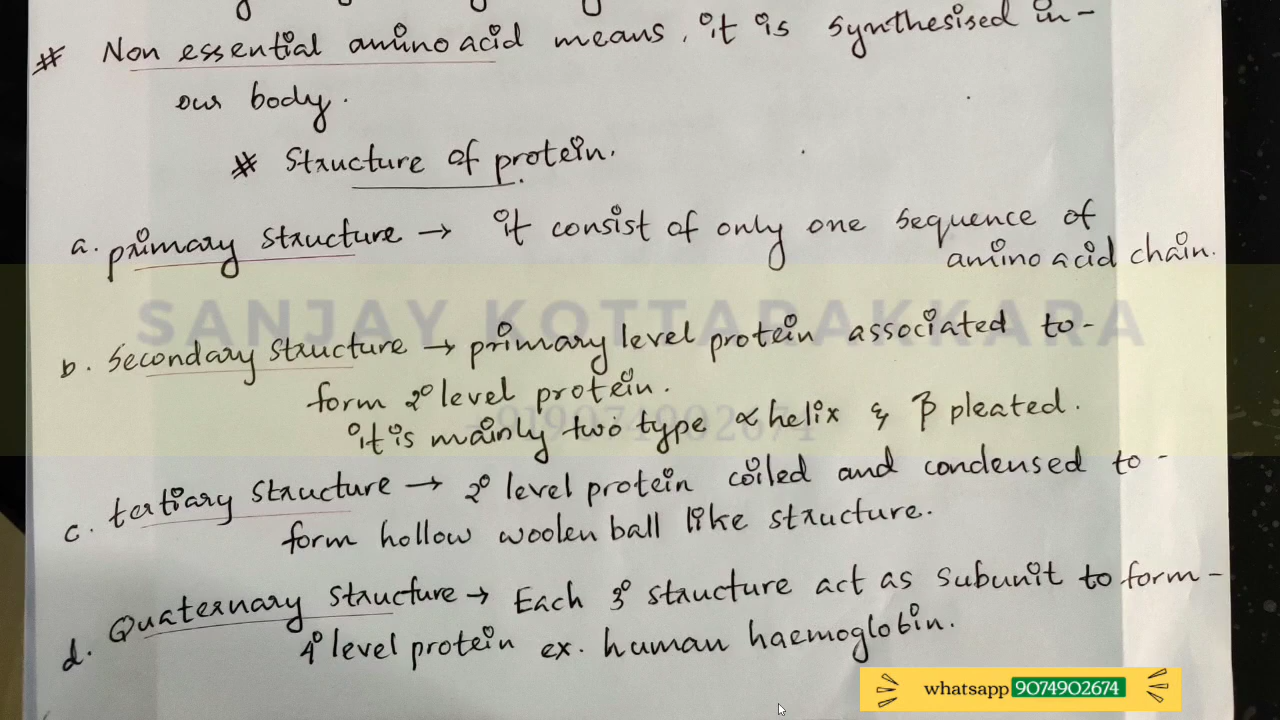 # Non essential amino acid means, it is synthesised in-
our body.
# Structure of protein.
a. primary structure → it consist of only one sequence of
amino acid chain.
SANJAY KOTTARAKKARA
b. Secondary structure → primary level protein associated to-
form 2° level protein.
+919074902674
it is mainly two type α helix & β pleated.
c. tertiary structure → 2° level protein coiled and condensed to-
form hollow woolen ball like structure.
d. Quaternary structure → Each 3° structure act as subunit to form-
4° level protein ex. human haemoglobin.
whatsapp 9074902674